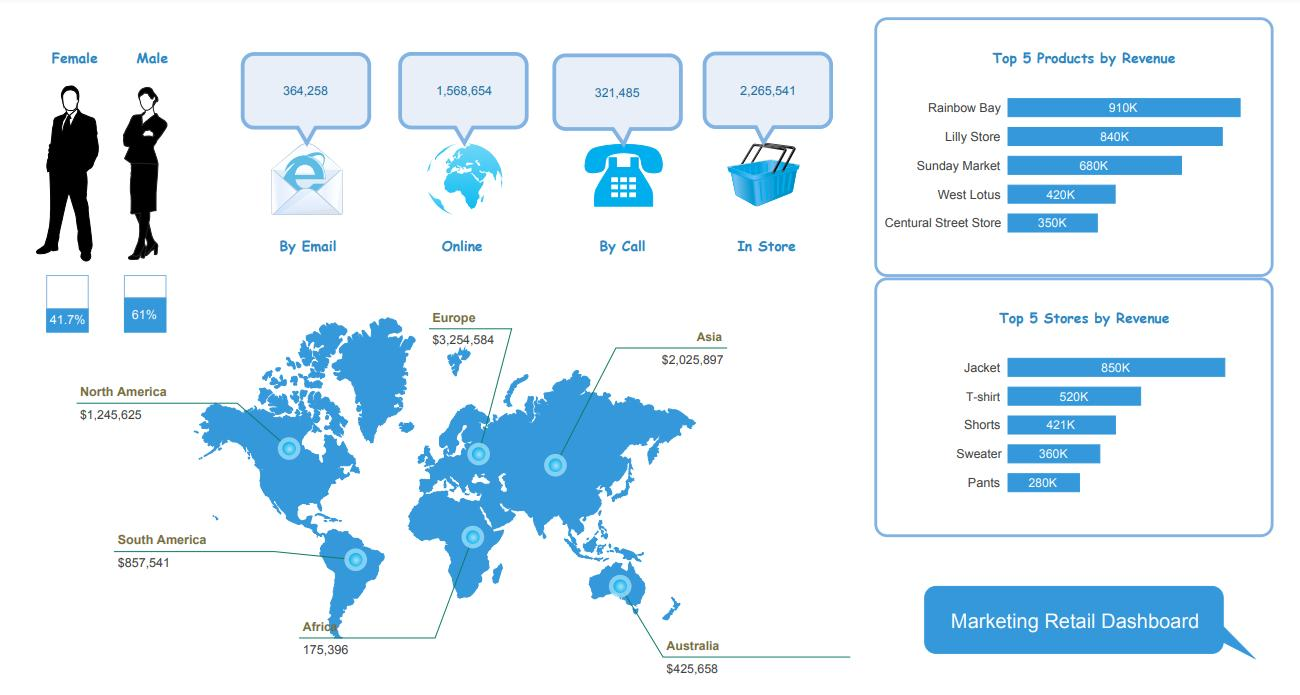 Female
Male
41.7%
61%
364,258
1,568,654
321,485
2,265,541
By Email
Online
By Call
In Store
Top 5 Products by Revenue
Rainbow Bay 910K
Lilly Store 840K
Sunday Market 680K
West Lotus 420K
Centural Street Store 350K
Top 5 Stores by Revenue
Jacket 850K
T-shirt 520K
Shorts 421K
Sweater 360K
Pants 280K
Europe
$3,254,584
Asia
$2,025,897
North America
$1,245,625
South America
$857,541
Africa
175,396
Australia
$425,658
Marketing Retail Dashboard